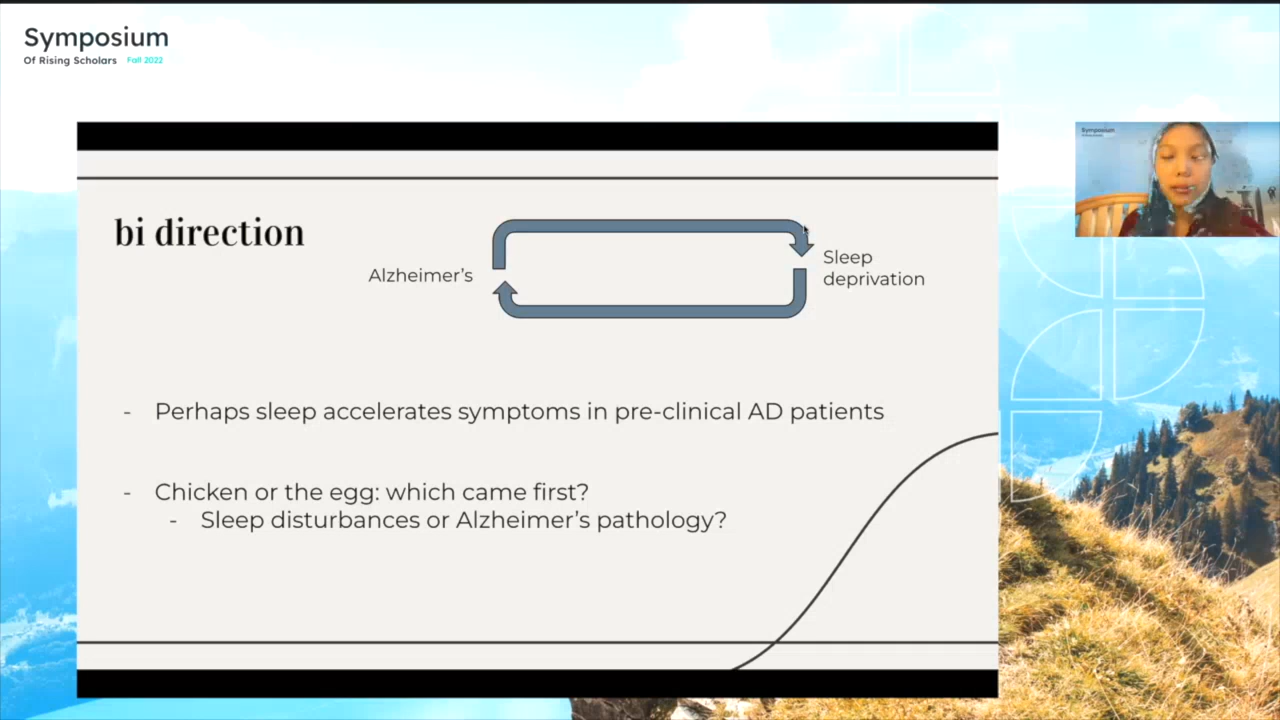 Symposium
Of Rising Scholars Fall 2022
Symposium
bi direction
Alzheimer's
Sleep
deprivation
- Perhaps sleep accelerates symptoms in pre-clinical AD patients
- Chicken or the egg: which came first?
- Sleep disturbances or Alzheimer's pathology?